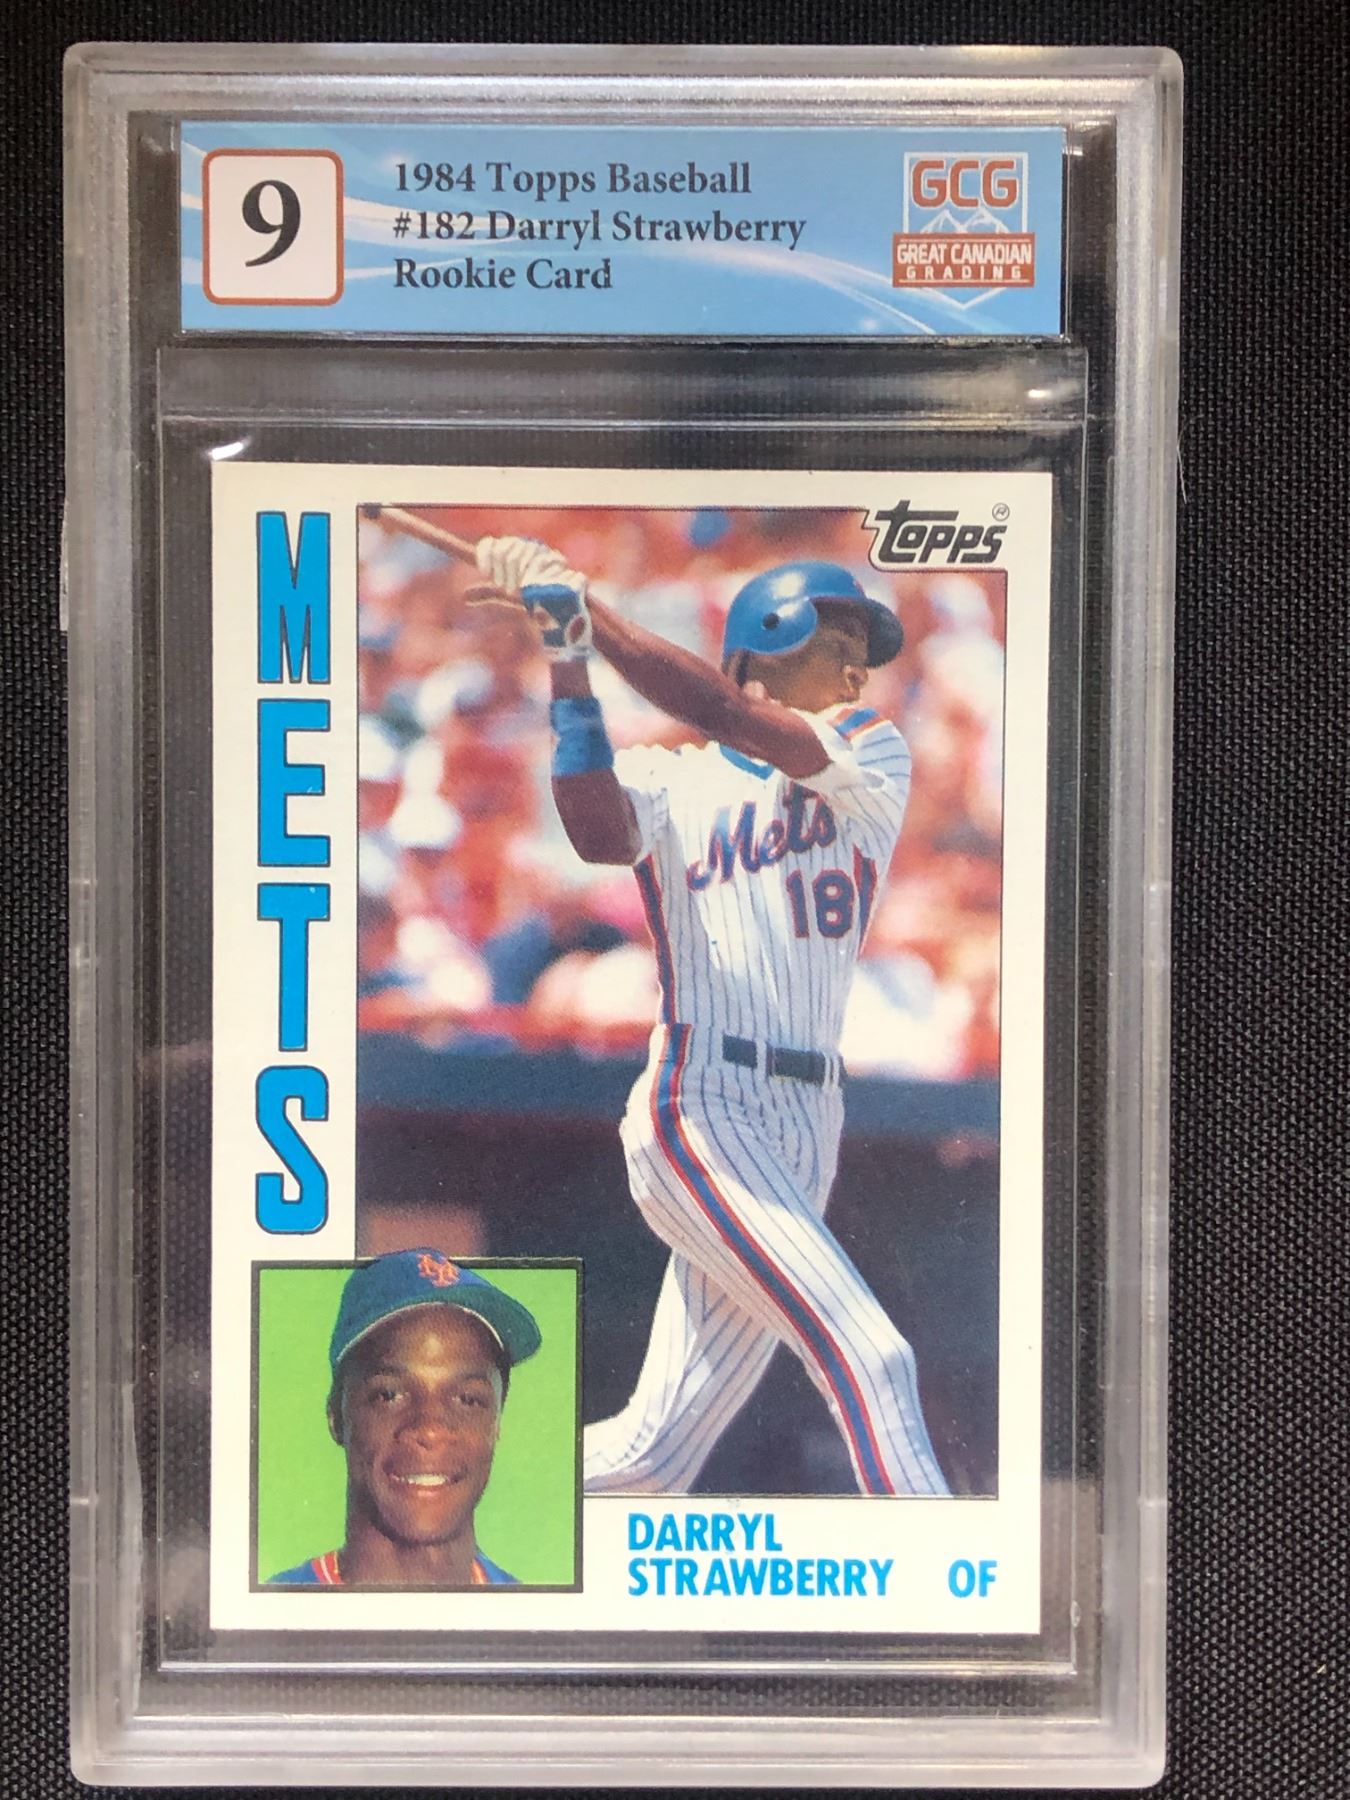 9
1984 Topps Baseball
#182 Darryl Strawberry
Rookie Card
GCG
GREAT CANADIAN
GRADING
METS
Topps®
Mets
18
NY
DARRYL
STRAWBERRY OF